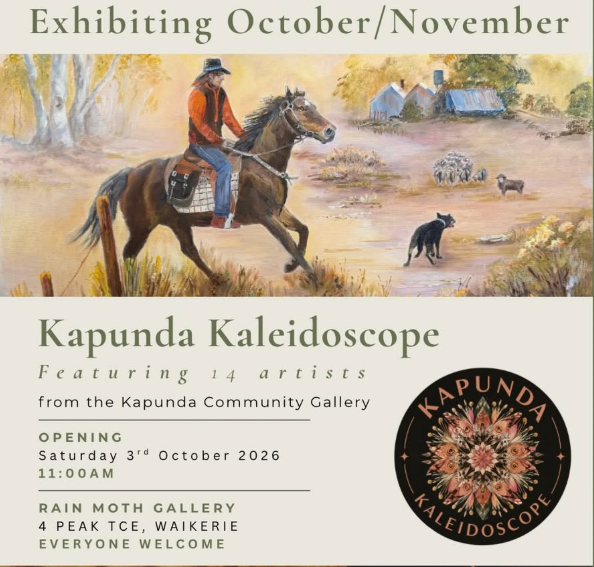 Exhibiting October/November
Kapunda Kaleidoscope
Featuring 14 artists
from the Kapunda Community Gallery
OPENING
Saturday 3rd October 2026
11:00AM
RAIN MOTH GALLERY
4 PEAK TCE, WAIKERIE
EVERYONE WELCOME
KAPUNDA
KALEIDOSCOPE